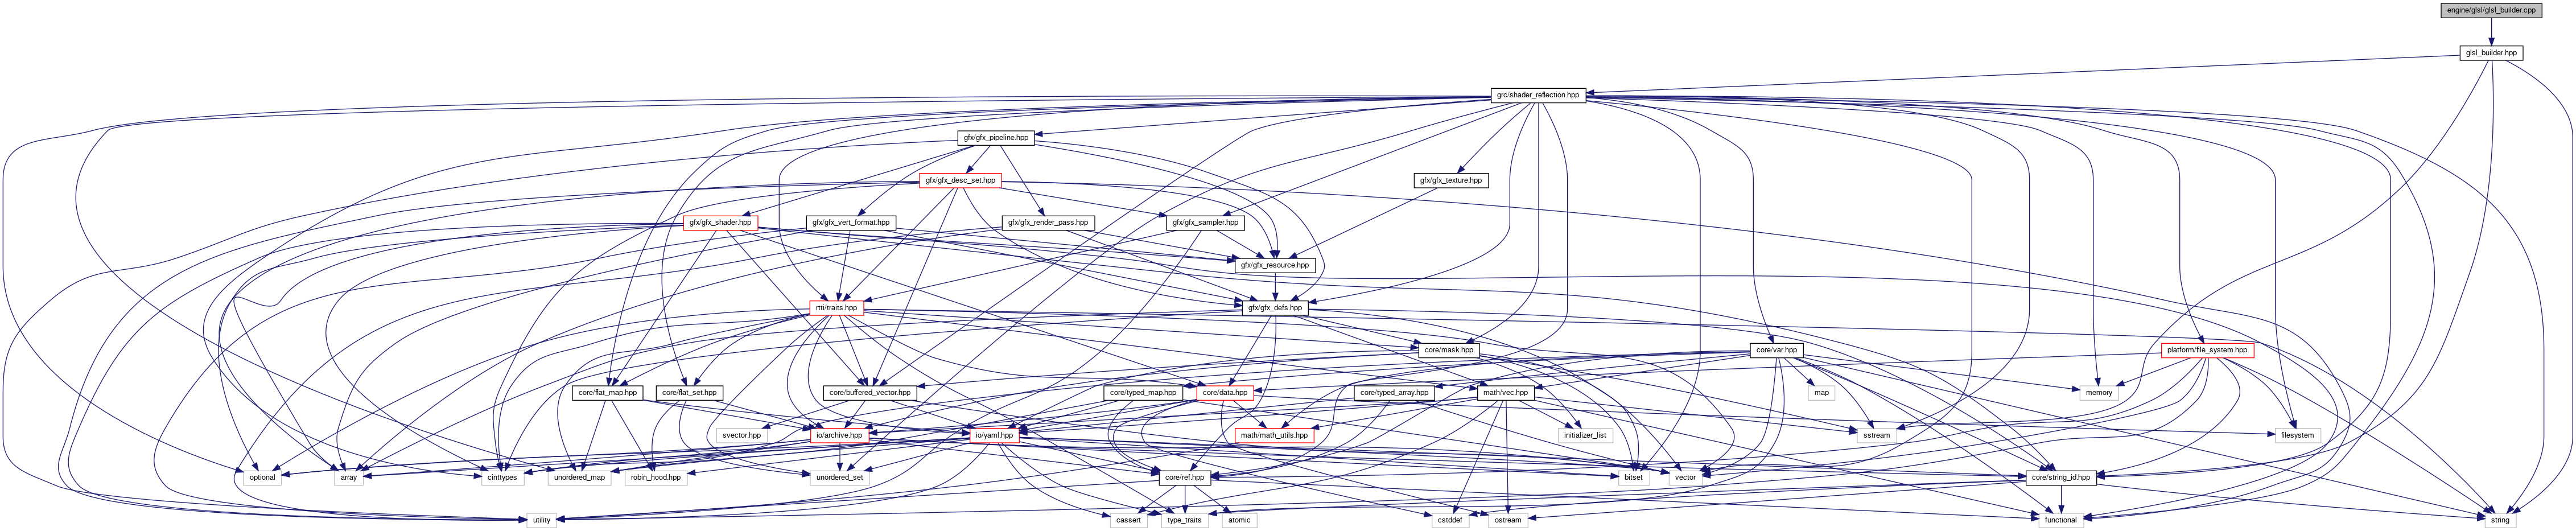 engine/glsl/glsl_builder.cpp
glsl_builder.hpp
grc/shader_reflection.hpp
gfx/gfx_pipeline.hpp
gfx/gfx_desc_set.hpp
gfx/gfx_texture.hpp
gfx/gfx_shader.hpp
gfx/gfx_vert_format.hpp
gfx/gfx_render_pass.hpp
gfx/gfx_sampler.hpp
gfx/gfx_resource.hpp
rtti/traits.hpp
gfx/gfx_defs.hpp
core/mask.hpp
core/var.hpp
platform/file_system.hpp
core/flat_map.hpp
core/flat_set.hpp
core/buffered_vector.hpp
core/typed_map.hpp
core/data.hpp
core/typed_array.hpp
math/vec.hpp
map
memory
svector.hpp
io/archive.hpp
io/yaml.hpp
math/math_utils.hpp
initializer_list
sstream
filesystem
optional
array
cinttypes
unordered_map
robin_hood.hpp
unordered_set
core/ref.hpp
bitset
vector
core/string_id.hpp
utility
cassert
type_traits
atomic
cstddef
ostream
functional
string